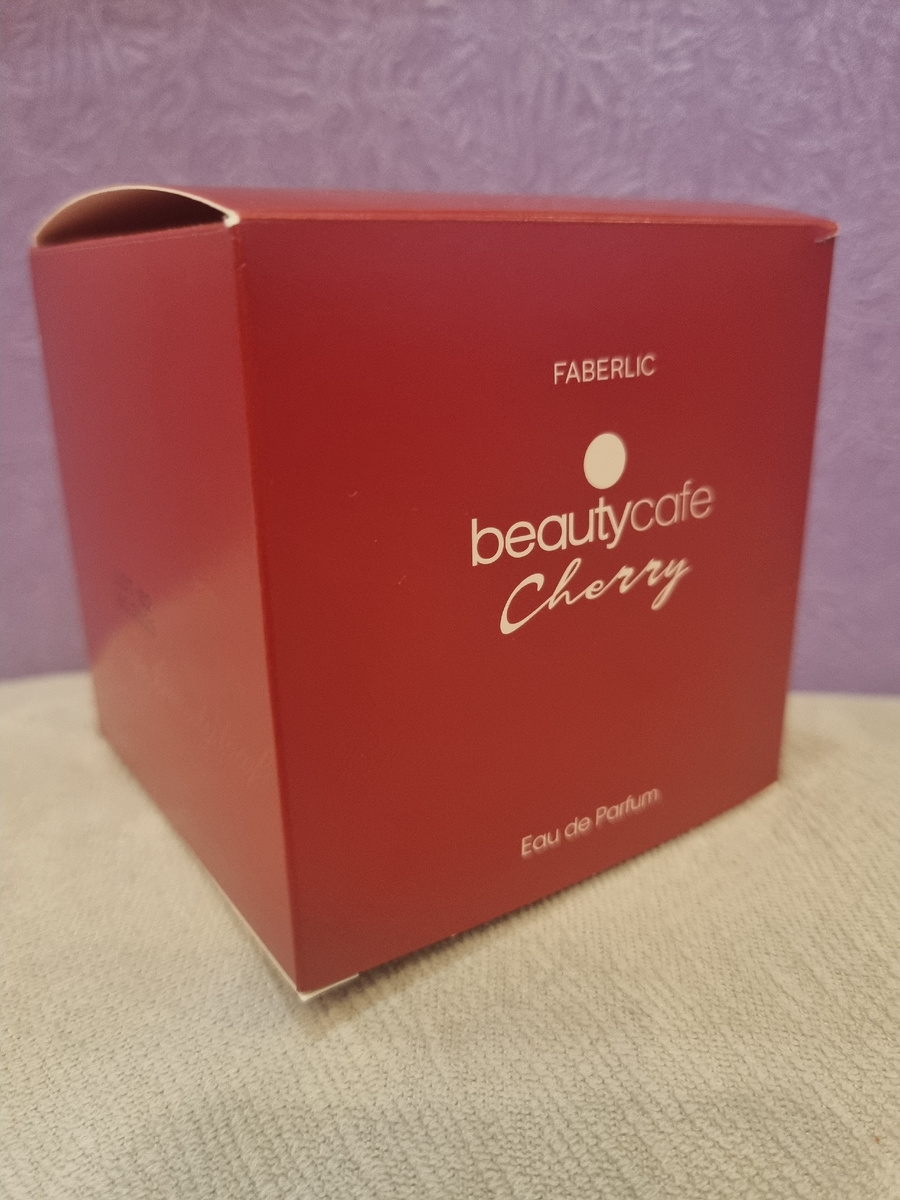 FABERLIC
beautycafe
Cherry
Eau de Parfum